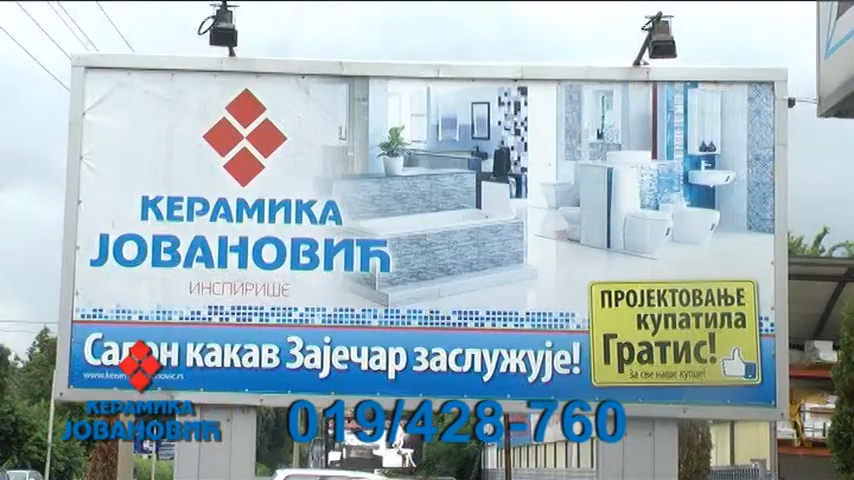 КЕРАМИКА
ЈОВАНОВИЋ
ИНСПИРИШЕ
ПРОЈЕКТОВАЊЕ
КУПАТИЛА
Гратис!
За све наше купце!
Салон какав Зајечар заслужује!
КЕРАМИКА
ЈОВАНОВИЋ
019/428-760